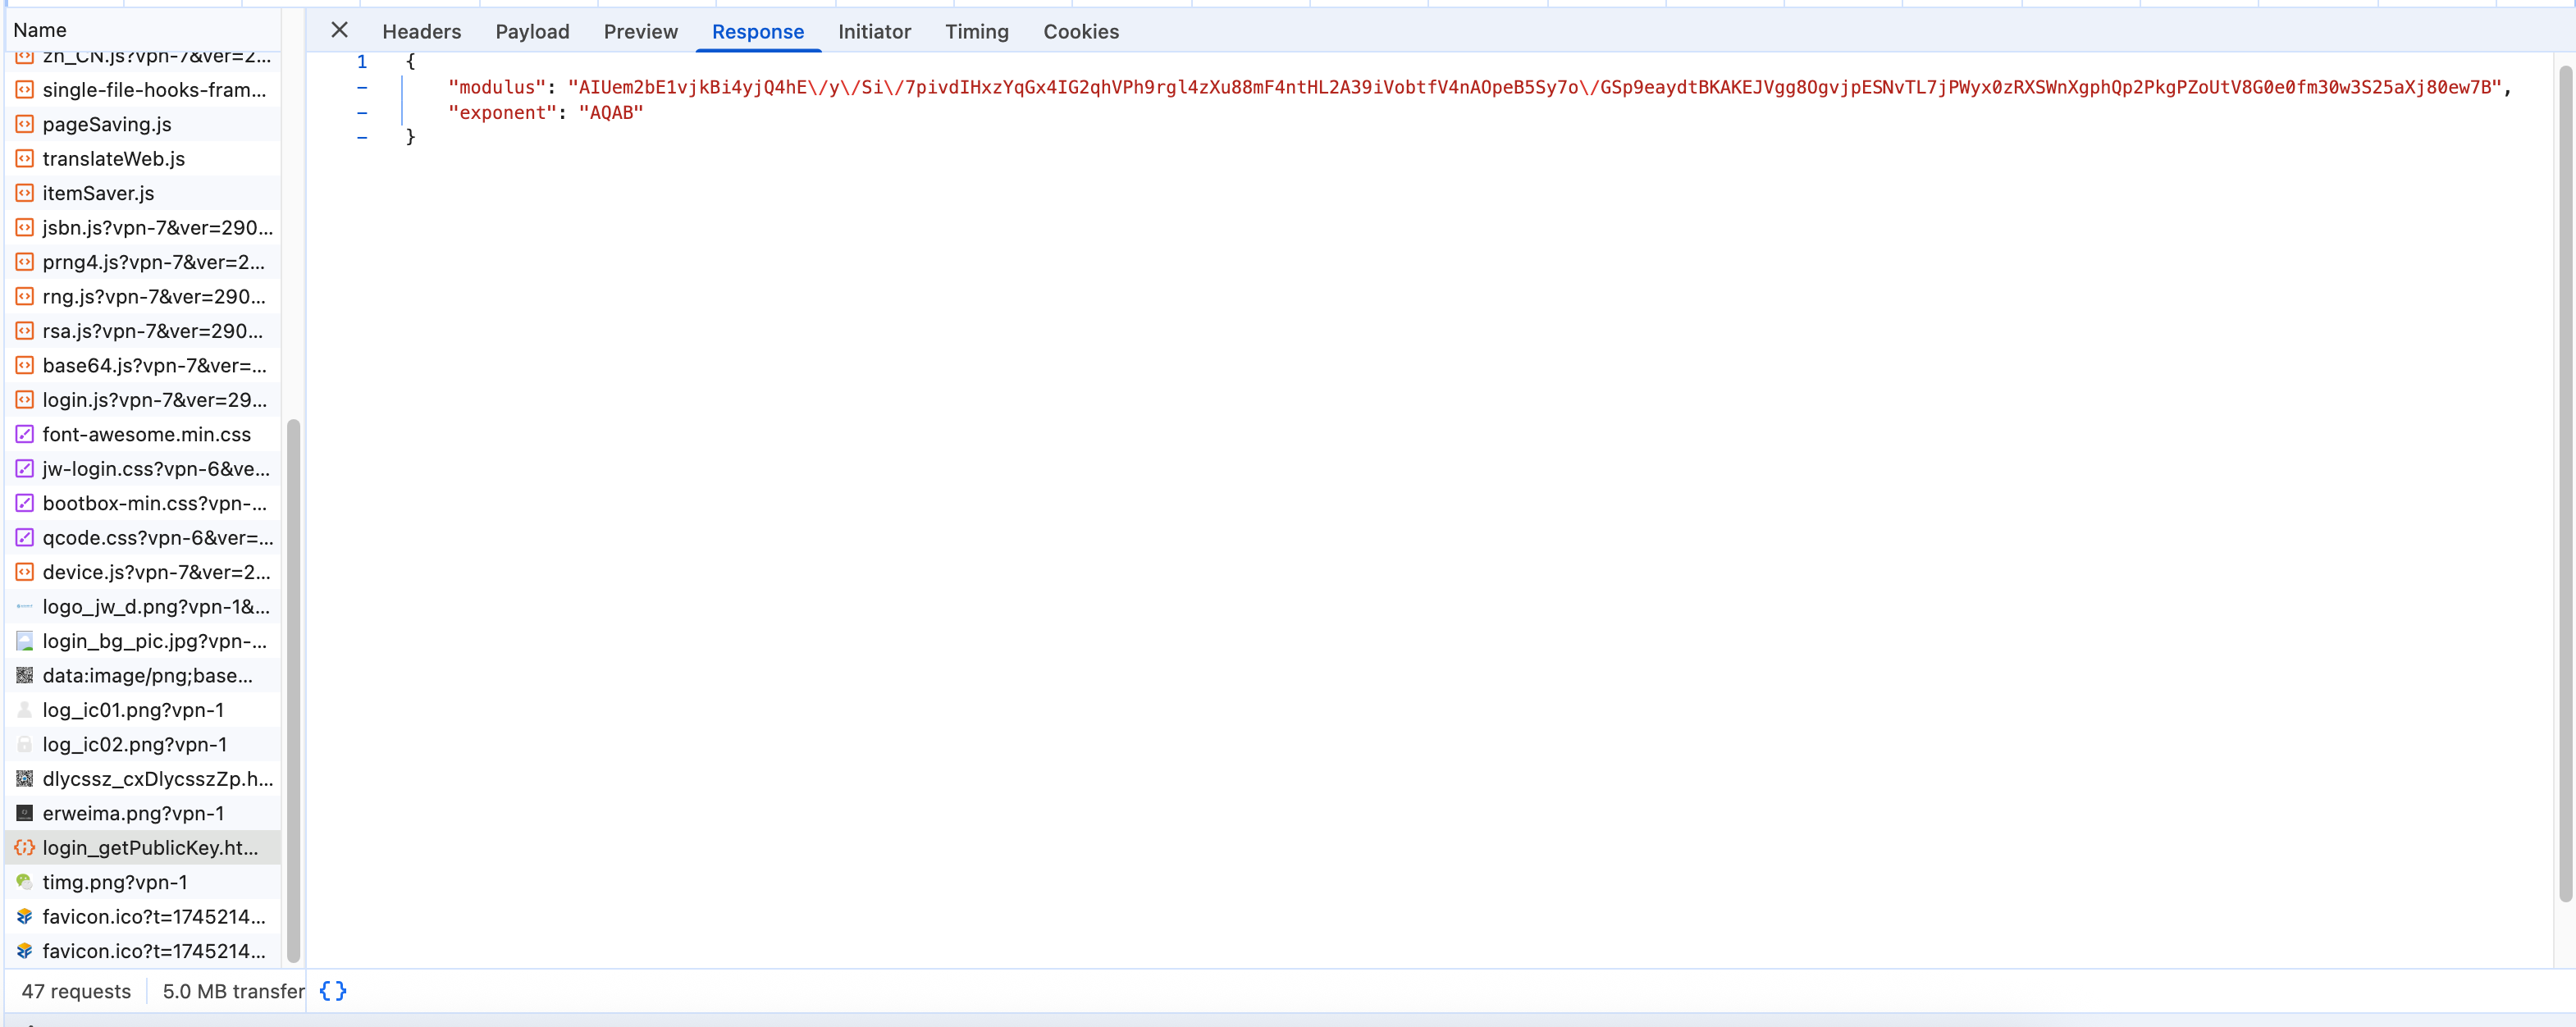 Name
Headers Payload Preview Response Initiator Timing Cookies
zh_CN.js?vpn-7&ver=2...
single-file-hooks-fram...
pageSaving.js
translateWeb.js
itemSaver.js
jsbn.js?vpn-7&ver=290...
prng4.js?vpn-7&ver=2...
rng.js?vpn-7&ver=290...
rsa.js?vpn-7&ver=290...
base64.js?vpn-7&ver=...
login.js?vpn-7&ver=29...
font-awesome.min.css
jw-login.css?vpn-6&ve...
bootbox-min.css?vpn-...
qcode.css?vpn-6&ver=...
device.js?vpn-7&ver=2...
logo_jw_d.png?vpn-1&...
login_bg_pic.jpg?vpn-...
data:image/png;base...
log_ic01.png?vpn-1
log_ic02.png?vpn-1
dlycssz_cxDlycsszZp.h...
erweima.png?vpn-1
login_getPublicKey.ht...
timg.png?vpn-1
favicon.ico?t=1745214...
favicon.ico?t=1745214...
47 requests 5.0 MB transfer
1 {
– "modulus": "AIUem2bE1vjkBi4yjQ4hE\/y\/Si\/7pivdIHxzYqGx4IG2qhVPh9rgl4zXu88mF4ntHL2A39iVobtfV4nAOpeB5Sy7o\/GSp9eaydtBKAKEJVgg8OgvjpESNvTL7jPWyx0zRXSWnXgphQp2PkgPZoUtV8G0e0fm30w3S25aXj80ew7B",
– "exponent": "AQAB"
– }
{ }